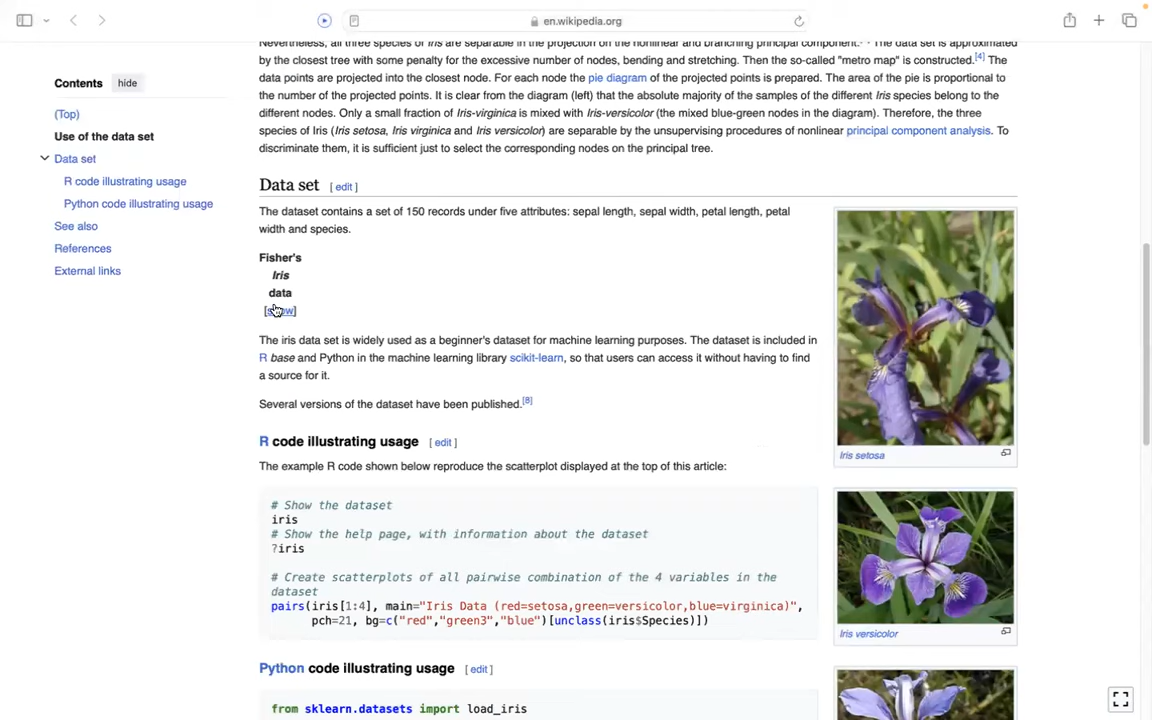 en.wikipedia.org
Contents hide
(Top)
Use of the data set
Data set
R code illustrating usage
Python code illustrating usage
See also
References
External links
Nevertheless, all three species of Iris are separable in the projection on the nonlinear and branching principal component. The data set is approximated
by the closest tree with some penalty for the excessive number of nodes, bending and stretching. Then the so-called "metro map" is constructed.[4] The
data points are projected into the closest node. For each node the pie diagram of the projected points is prepared. The area of the pie is proportional to
the number of the projected points. It is clear from the diagram (left) that the absolute majority of the samples of the different Iris species belong to the
different nodes. Only a small fraction of Iris-virginica is mixed with Iris-versicolor (the mixed blue-green nodes in the diagram). Therefore, the three
species of Iris (Iris setosa, Iris virginica and Iris versicolor) are separable by the unsupervising procedures of nonlinear principal component analysis. To
discriminate them, it is sufficient just to select the corresponding nodes on the principal tree.
Data set [ edit ]
The dataset contains a set of 150 records under five attributes: sepal length, sepal width, petal length, petal
width and species.
Fisher's
Iris
data
[show]
The iris data set is widely used as a beginner's dataset for machine learning purposes. The dataset is included in
R base and Python in the machine learning library scikit-learn, so that users can access it without having to find
a source for it.
Several versions of the dataset have been published.[8]
R code illustrating usage [ edit ]
The example R code shown below reproduce the scatterplot displayed at the top of this article:
# Show the dataset
iris
# Show the help page, with information about the dataset
?iris
# Create scatterplots of all pairwise combination of the 4 variables in the
dataset
pairs(iris[1:4], main="Iris Data (red=setosa,green=versicolor,blue=virginica)",
pch=21, bg=c("red","green3","blue")[unclass(iris$Species)])
Python code illustrating usage [ edit ]
from sklearn.datasets import load_iris
Iris setosa
Iris versicolor